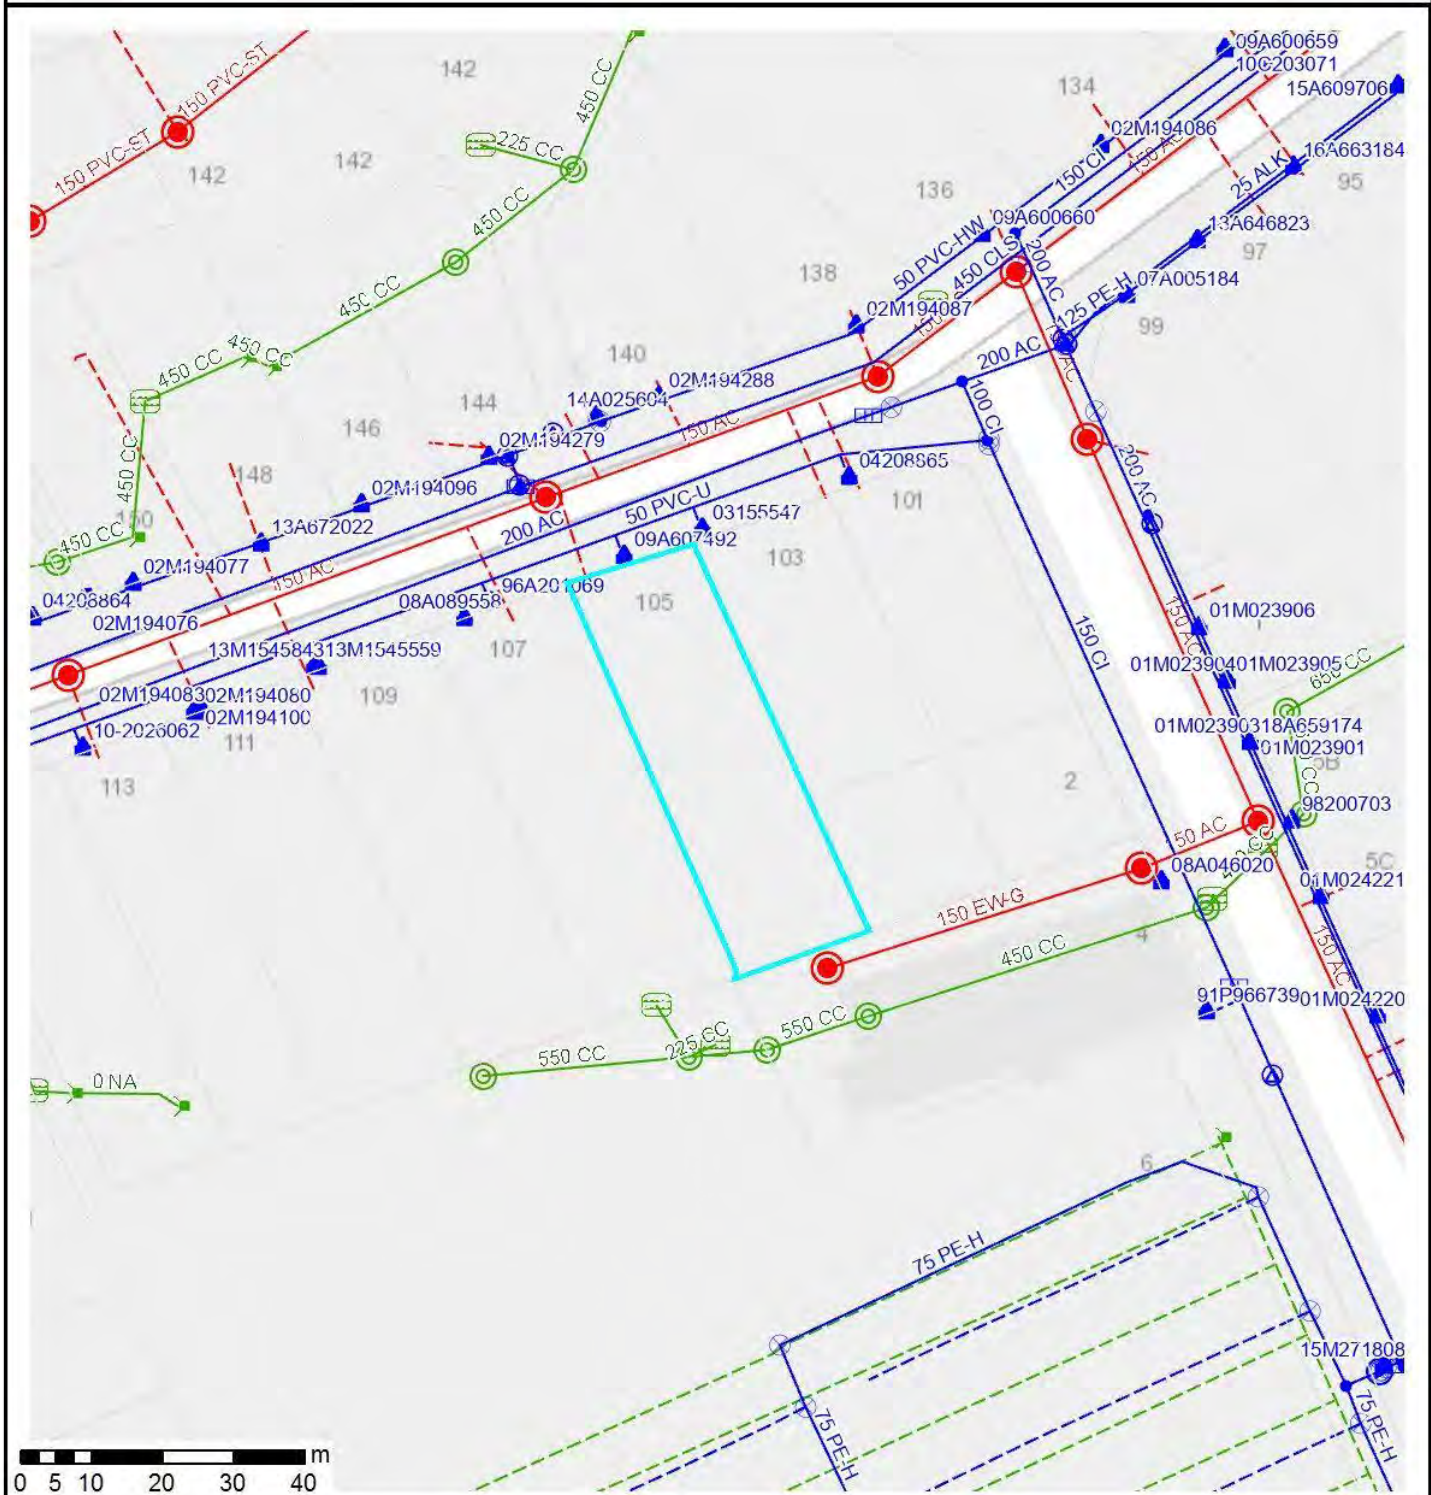 09A600659
10C203071
142
450 CC
150 PVC-ST
15A609706
134
02M194086
150 PVC-ST
225 CC
142
142
150 CI
150 AC
16A663184
25 ALK
95
136
09A600660
450 CC
13A646823
97
50 PVC-HW
450 CLS
200 AC
138
125 PE-H
07A005184
450 CC
02M194087
99
450 CC
450 CC
140
200 AC
02M194288
100 CI
144
14A025604
150 AC
146
02M194279
04208865
148
450 CC
02M194096
101
200 AC
150
50 PVC-U
03155547
13A672022
200 AC
09A607492
103
450 CC
02M194077
150 AC
96A201069
105
04208864
08A089558
02M194076
150 AC
01M023906
150 CI
13M154584313M1545559
107
01M02390401M023905
650 CC
109
02M19408302M194080
02M194100
01M02390318A659174
10-2026062
111
01M023901
5B
2
113
98200703
50 AC
08A046020
5C
01M024221
150 EW-G
450 CC
4
150 AC
91P966739
01M024220
550 CC
225 CC
550 CC
0 NA
6
75 PE-H
15M271808
75 PE-H
75 PE-H
m
0 5 10 20 30 40